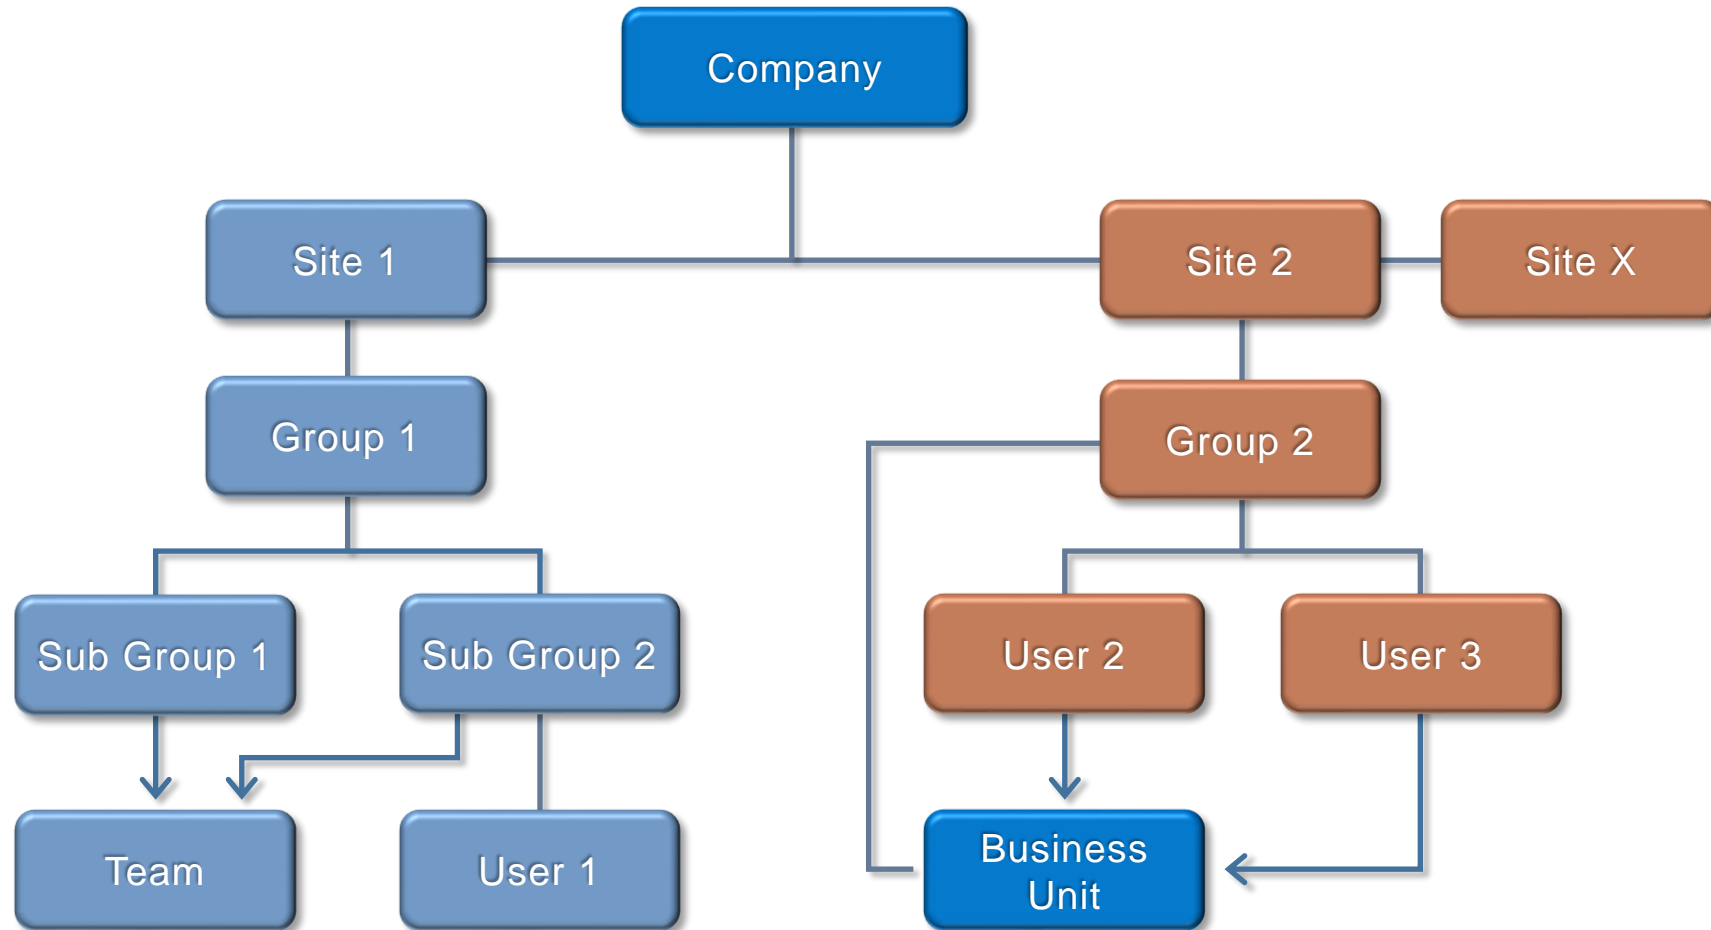 Company
Site 1
Site 2
Site X
Group 1
Group 2
Sub Group 1
Sub Group 2
User 2
User 3
Team
User 1
Business
Unit